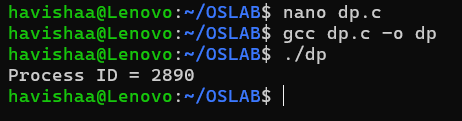 havishaa@Lenovo:~/OSLAB$ nano dp.c
havishaa@Lenovo:~/OSLAB$ gcc dp.c -o dp
havishaa@Lenovo:~/OSLAB$ ./dp
Process ID = 2890
havishaa@Lenovo:~/OSLAB$